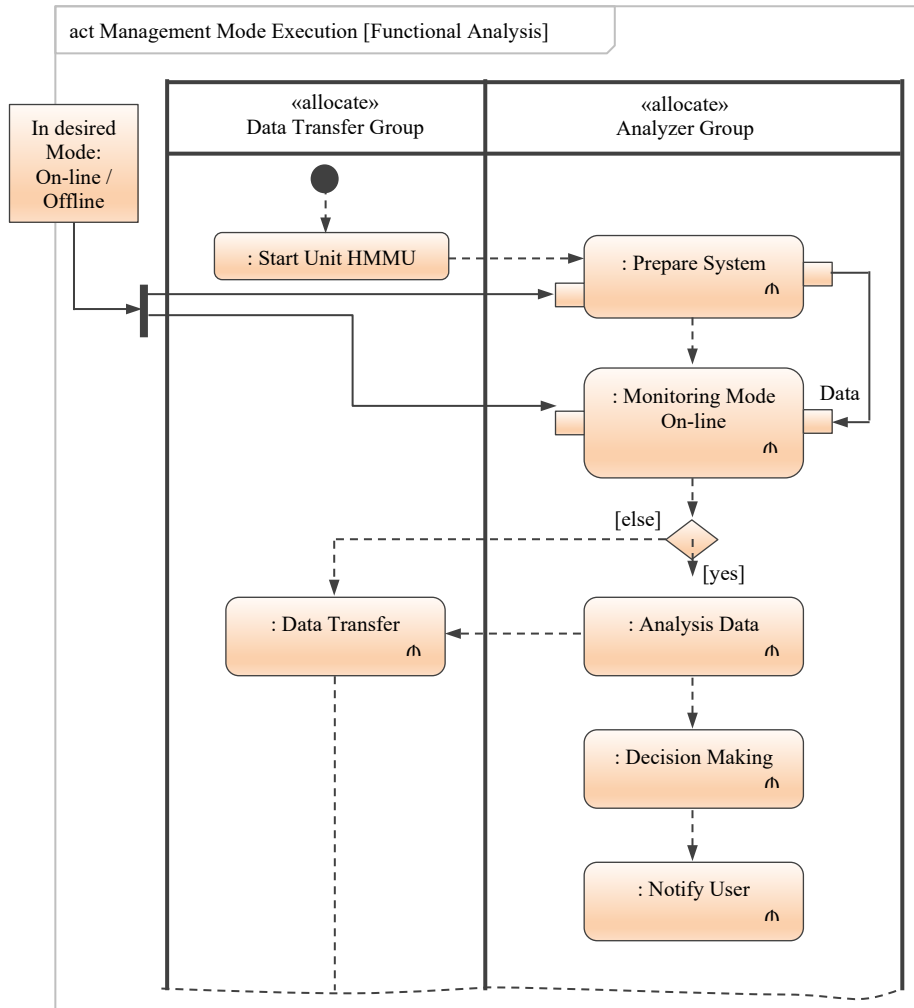 act Management Mode Execution [Functional Analysis]
«allocate»
Data Transfer Group
«allocate»
Analyzer Group
In desired
Mode:
On-line /
Offline
: Start Unit HMMU
: Prepare System
: Monitoring Mode
On-line
Data
[else]
[yes]
: Data Transfer
: Analysis Data
: Decision Making
: Notify User